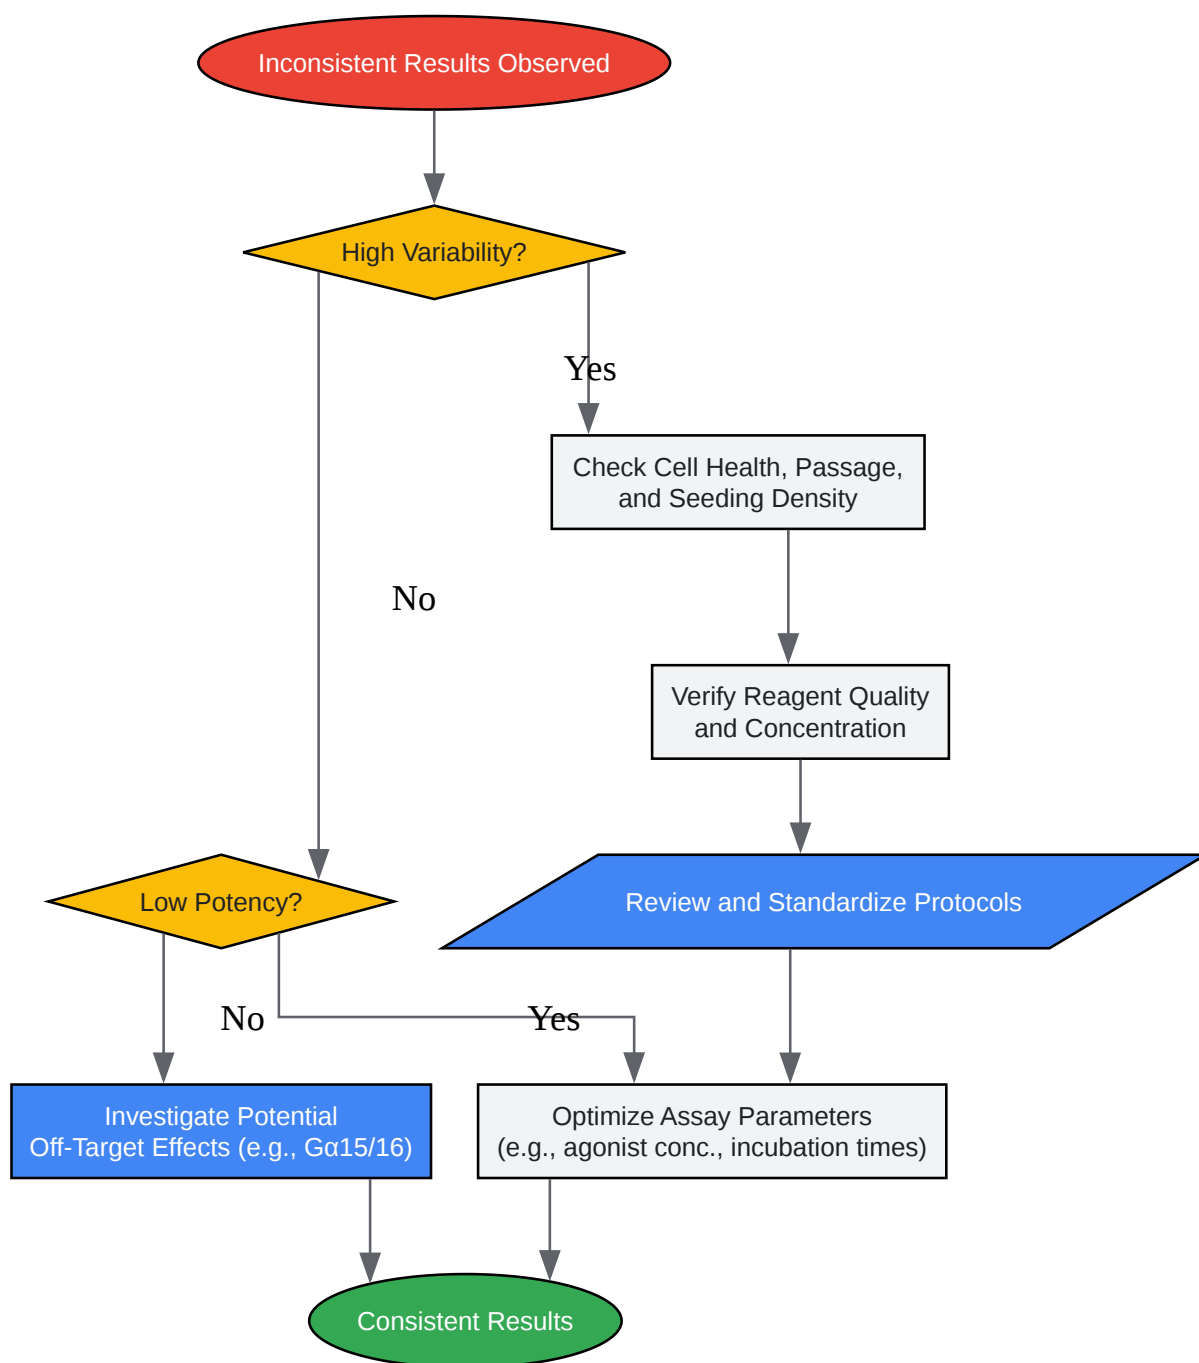 Inconsistent Results Observed
High Variability?
Yes
Check Cell Health, Passage,
and Seeding Density
No
Verify Reagent Quality
and Concentration
Low Potency?
Review and Standardize Protocols
No
Yes
Investigate Potential
Off-Target Effects (e.g., Gα15/16)
Optimize Assay Parameters
(e.g., agonist conc., incubation times)
Consistent Results